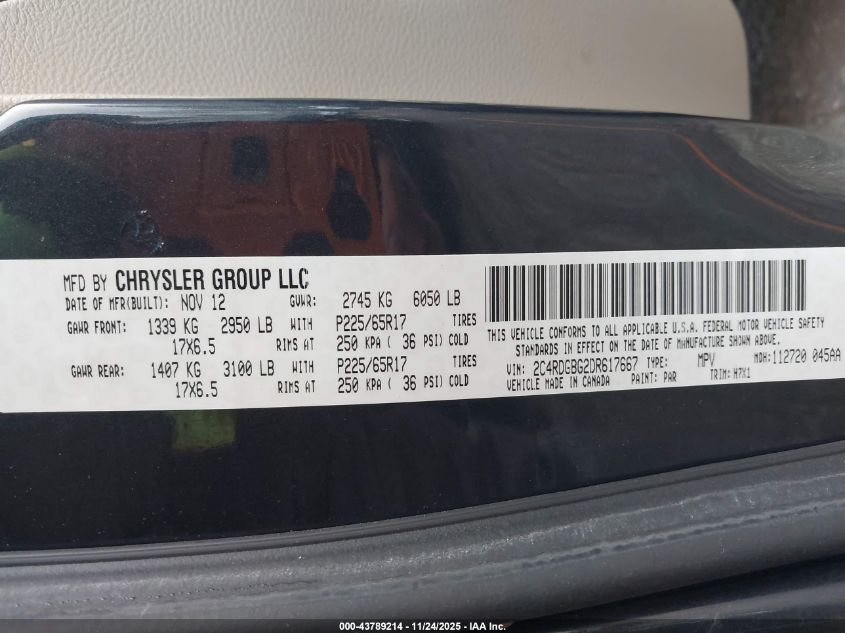 MFD BY CHRYSLER GROUP LLC
DATE OF MFR(BUILT): NOV 12 GVWR: 2745 KG 6050 LB
GAWR FRONT: 1339 KG 2950 LB WITH P225/65R17 TIRES
17X6.5 RIMS AT 250 KPA ( 36 PSI) COLD
GAWR REAR: 1407 KG 3100 LB WITH P225/65R17 TIRES
17X6.5 RIMS AT 250 KPA ( 36 PSI) COLD
THIS VEHICLE CONFORMS TO ALL APPLICABLE U.S.A. FEDERAL MOTOR VEHICLE SAFETY
STANDARDS IN EFFECT ON THE DATE OF MANUFACTURE SHOWN ABOVE.
VIN: 2C4RDGBG2DR617667 TYPE: MPV MDH: 112720 045AA
VEHICLE MADE IN CANADA PAINT: PAR TRIM: H7X1
000-43789214 - 11/24/2025 - IAA Inc.